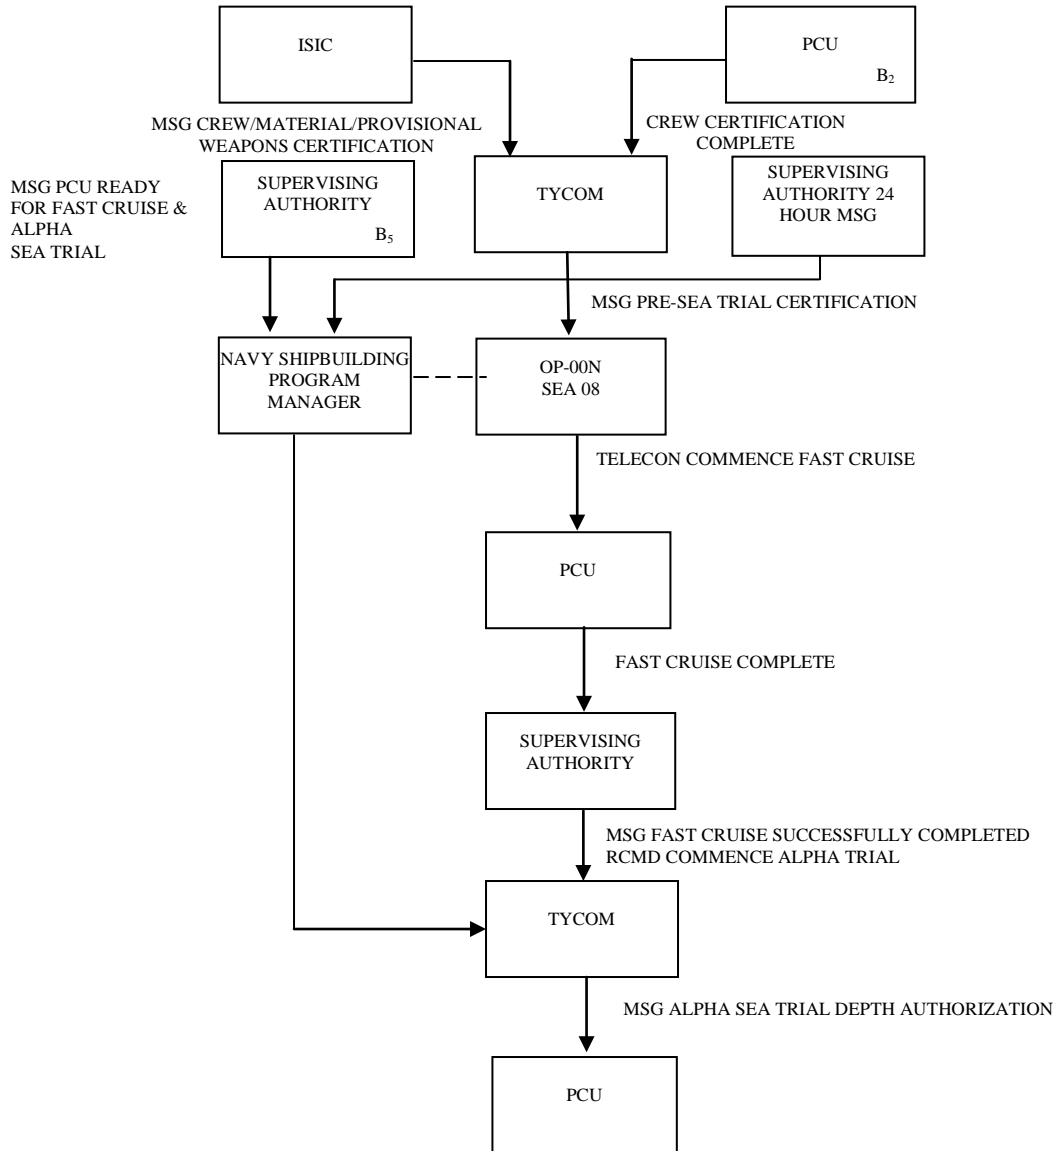 ISIC
PCU
B₂
MSG CREW/MATERIAL/PROVISIONAL
WEAPONS CERTIFICATION
CREW CERTIFICATION
COMPLETE
MSG PCU READY
FOR FAST CRUISE &
ALPHA
SEA TRIAL
SUPERVISING
AUTHORITY
B₅
TYCOM
SUPERVISING
AUTHORITY 24
HOUR MSG
MSG PRE-SEA TRIAL CERTIFICATION
NAVY SHIPBUILDING
PROGRAM
MANAGER
OP-00N
SEA 08
TELECON COMMENCE FAST CRUISE
PCU
FAST CRUISE COMPLETE
SUPERVISING
AUTHORITY
MSG FAST CRUISE SUCCESSFULLY COMPLETED
RCMD COMMENCE ALPHA TRIAL
TYCOM
MSG ALPHA SEA TRIAL DEPTH AUTHORIZATION
PCU